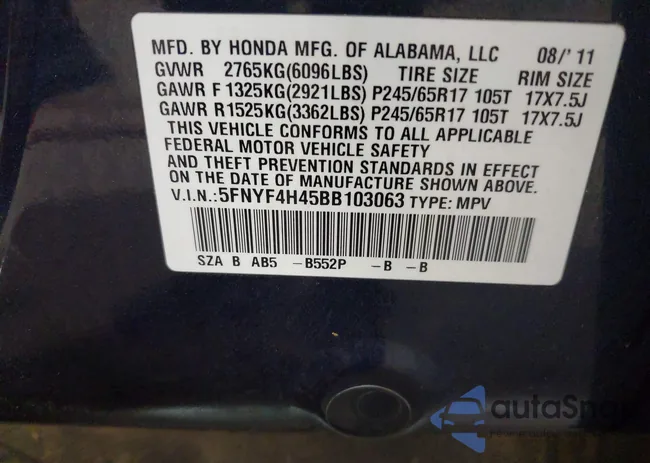 MFD. BY HONDA MFG. OF ALABAMA, LLC 08/' 11
GVWR 2765KG(6096LBS) TIRE SIZE RIM SIZE
GAWR F 1325KG(2921LBS) P245/65R17 105T 17X7.5J
GAWR R 1525KG(3362LBS) P245/65R17 105T 17X7.5J
THIS VEHICLE CONFORMS TO ALL APPLICABLE
FEDERAL MOTOR VEHICLE SAFETY
AND THEFT PREVENTION STANDARDS IN EFFECT
ON THE DATE OF MANUFACTURE SHOWN ABOVE.
V.I.N.:5FNYF4H45BB103063 TYPE: MPV
SZA B AB5 -B552P -B -B
autaSnap